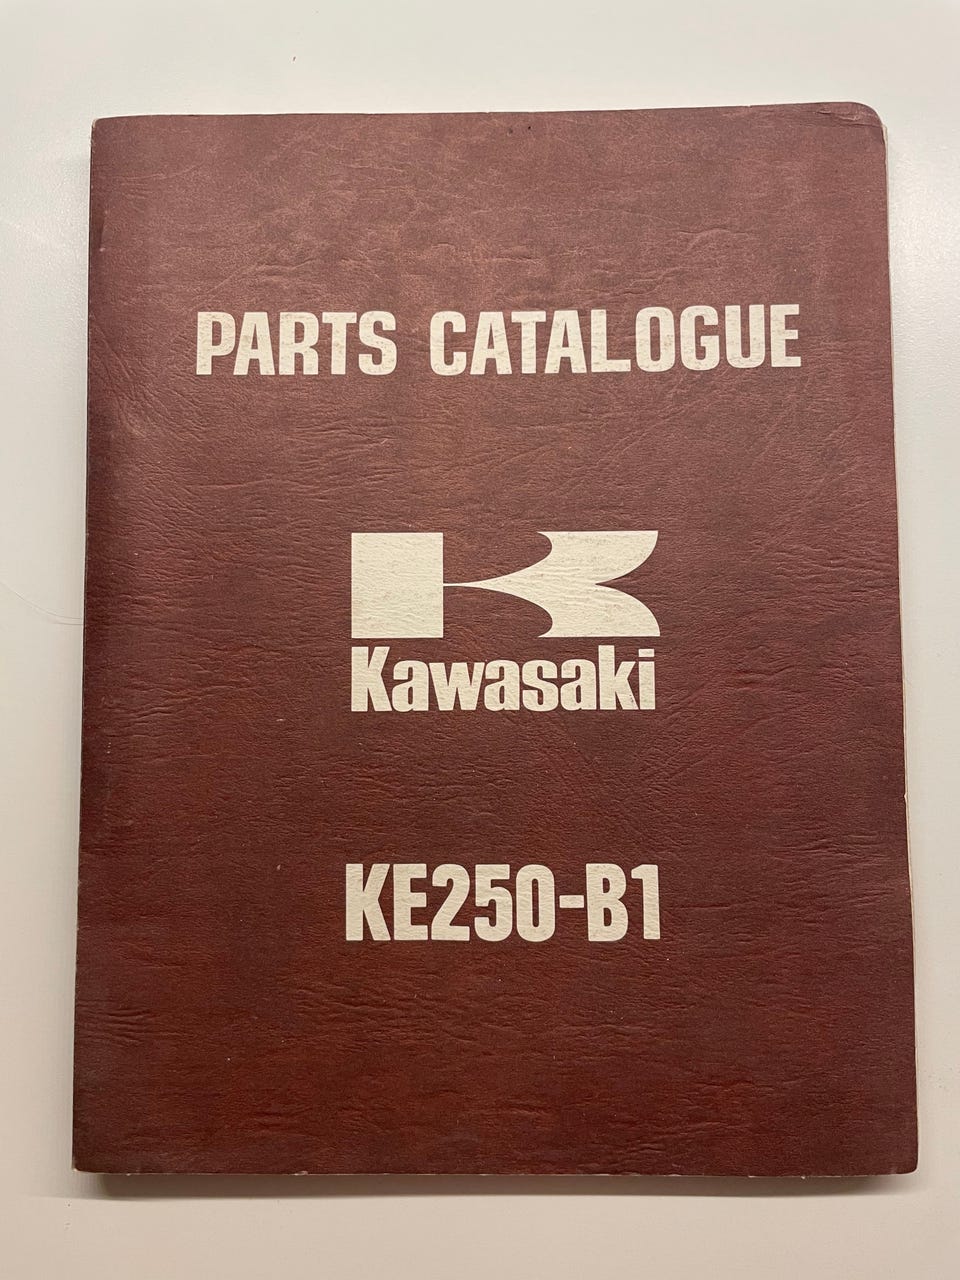 PARTS CATALOGUE
Kawasaki
KE250-B1